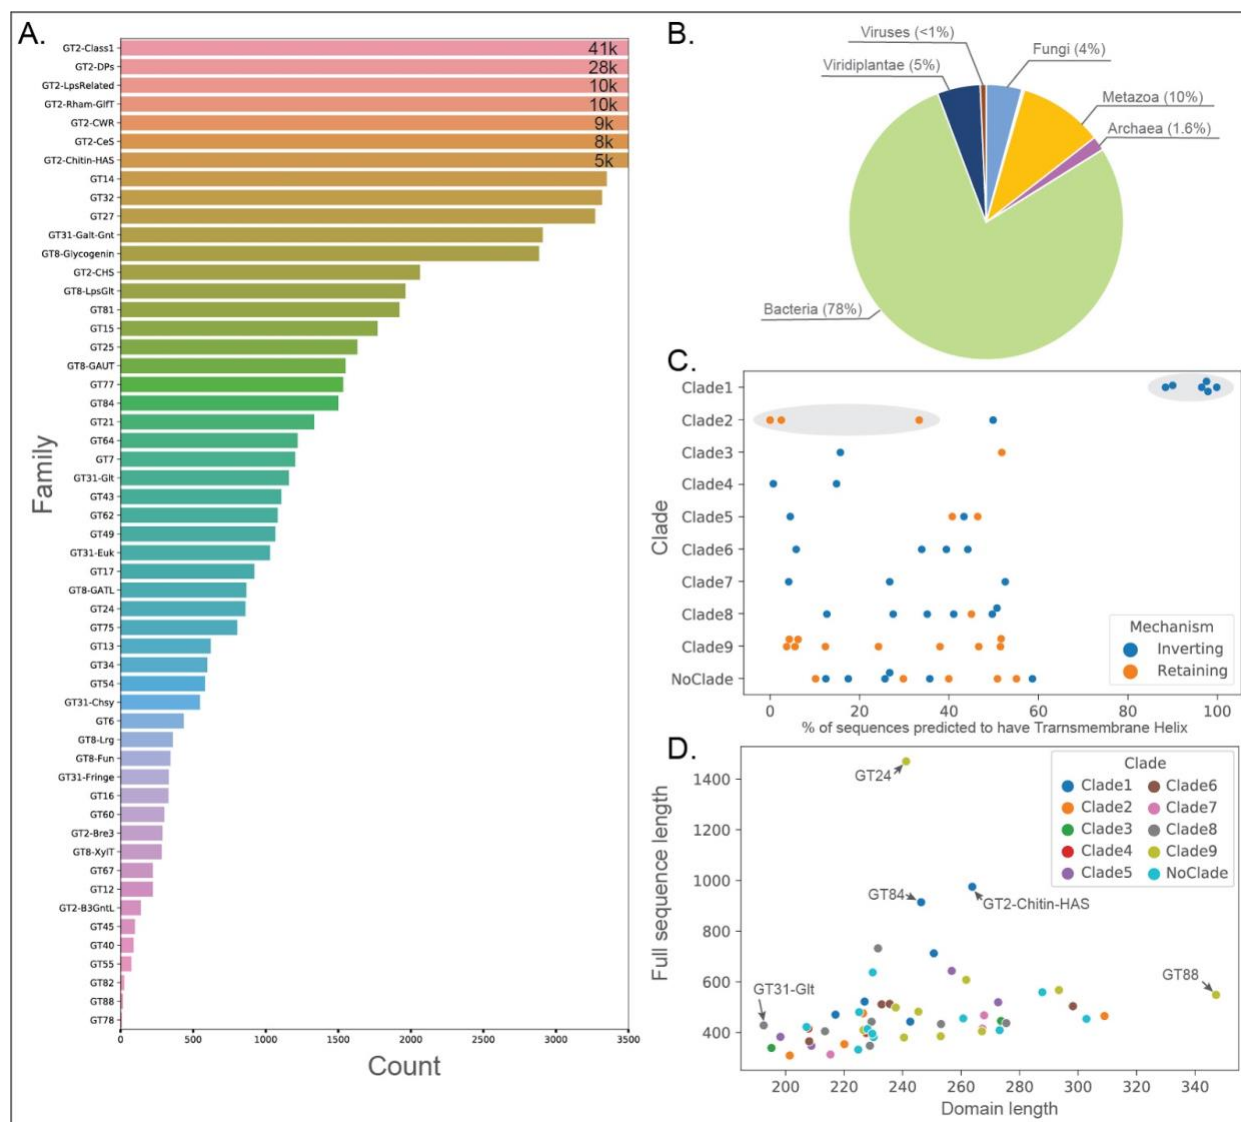 A.
GT2-Class1
41k
GT2-DPs
28k
GT2-LpsRelated
10k
GT2-Rham-GlfT
10k
GT2-CWR
9k
GT2-CeS
8k
GT2-Chitin-HAS
5k
GT14
GT32
GT27
GT31-Galt-Gnt
GT8-Glycogenin
GT2-CHS
GT8-LpsGlt
GT81
GT15
GT25
GT8-GAUT
GT77
GT84
GT21
GT64
GT7
GT31-Glt
GT43
GT62
GT49
GT31-Euk
GT17
GT8-GATL
GT24
GT75
GT13
GT34
GT54
GT31-Chsy
GT6
GT8-Lrg
GT8-Fun
GT31-Fringe
GT16
GT60
GT2-Bre3
GT8-XylT
GT67
GT12
GT2-B3GntL
GT45
GT40
GT55
GT82
GT88
GT78
Family
0 500 1000 1500 2000 2500 3000 3500
Count
B.
Viruses (<1%)
Viridiplantae (5%)
Fungi (4%)
Metazoa (10%)
Archaea (1.6%)
Bacteria (78%)
C.
Clade1
Clade2
Clade3
Clade4
Clade5
Clade6
Clade7
Clade8
Clade9
NoClade
Clade
Mechanism
Inverting
Retaining
0 20 40 60 80 100
% of sequences predicted to have Trarnsmembrane Helix
D.
1400
1200
1000
800
600
400
Full sequence length
GT24
GT84
GT2-Chitin-HAS
GT31-Glt
GT88
Clade
Clade1 Clade6
Clade2 Clade7
Clade3 Clade8
Clade4 Clade9
Clade5 NoClade
200 220 240 260 280 300 320 340
Domain length